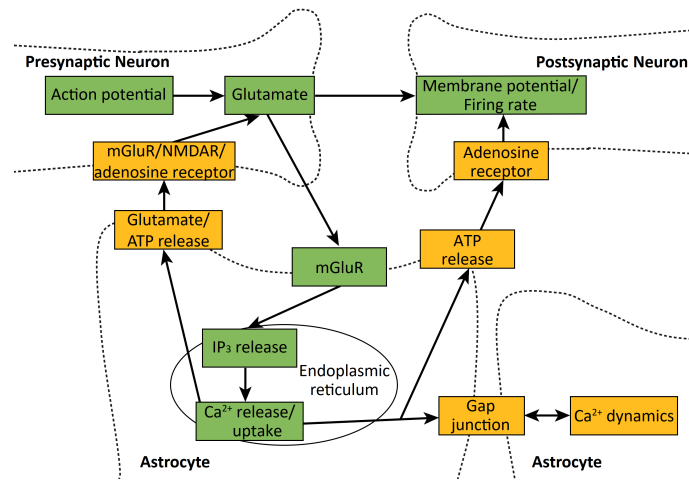 Presynaptic Neuron
Postsynaptic Neuron
Action potential
Glutamate
Membrane potential/
Firing rate
mGluR/NMDAR/
adenosine receptor
Adenosine
receptor
Glutamate/
ATP release
mGluR
ATP
release
IP₃ release
Endoplasmic
reticulum
Ca²⁺ release/
uptake
Gap
junction
Ca²⁺ dynamics
Astrocyte
Astrocyte